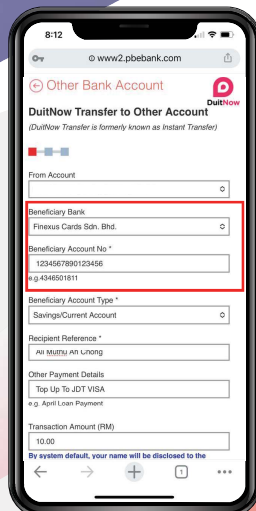 8:12
www2.pbebank.com
Other Bank Account
DuitNow
DuitNow Transfer to Other Account
(DuitNow Transfer is formerly known as Instant Transfer)
From Account
Beneficiary Bank
Finexus Cards Sdn. Bhd.
Beneficiary Account No *
1234567890123456
e.g.4346501811
Beneficiary Account Type *
Savings/Current Account
Recipient Reference *
Ali Muthu Ah Chong
Other Payment Details
Top Up To JDT VISA
e.g. April Loan Payment
Transaction Amount (RM)
10.00
By system default, your name will be disclosed to the
1